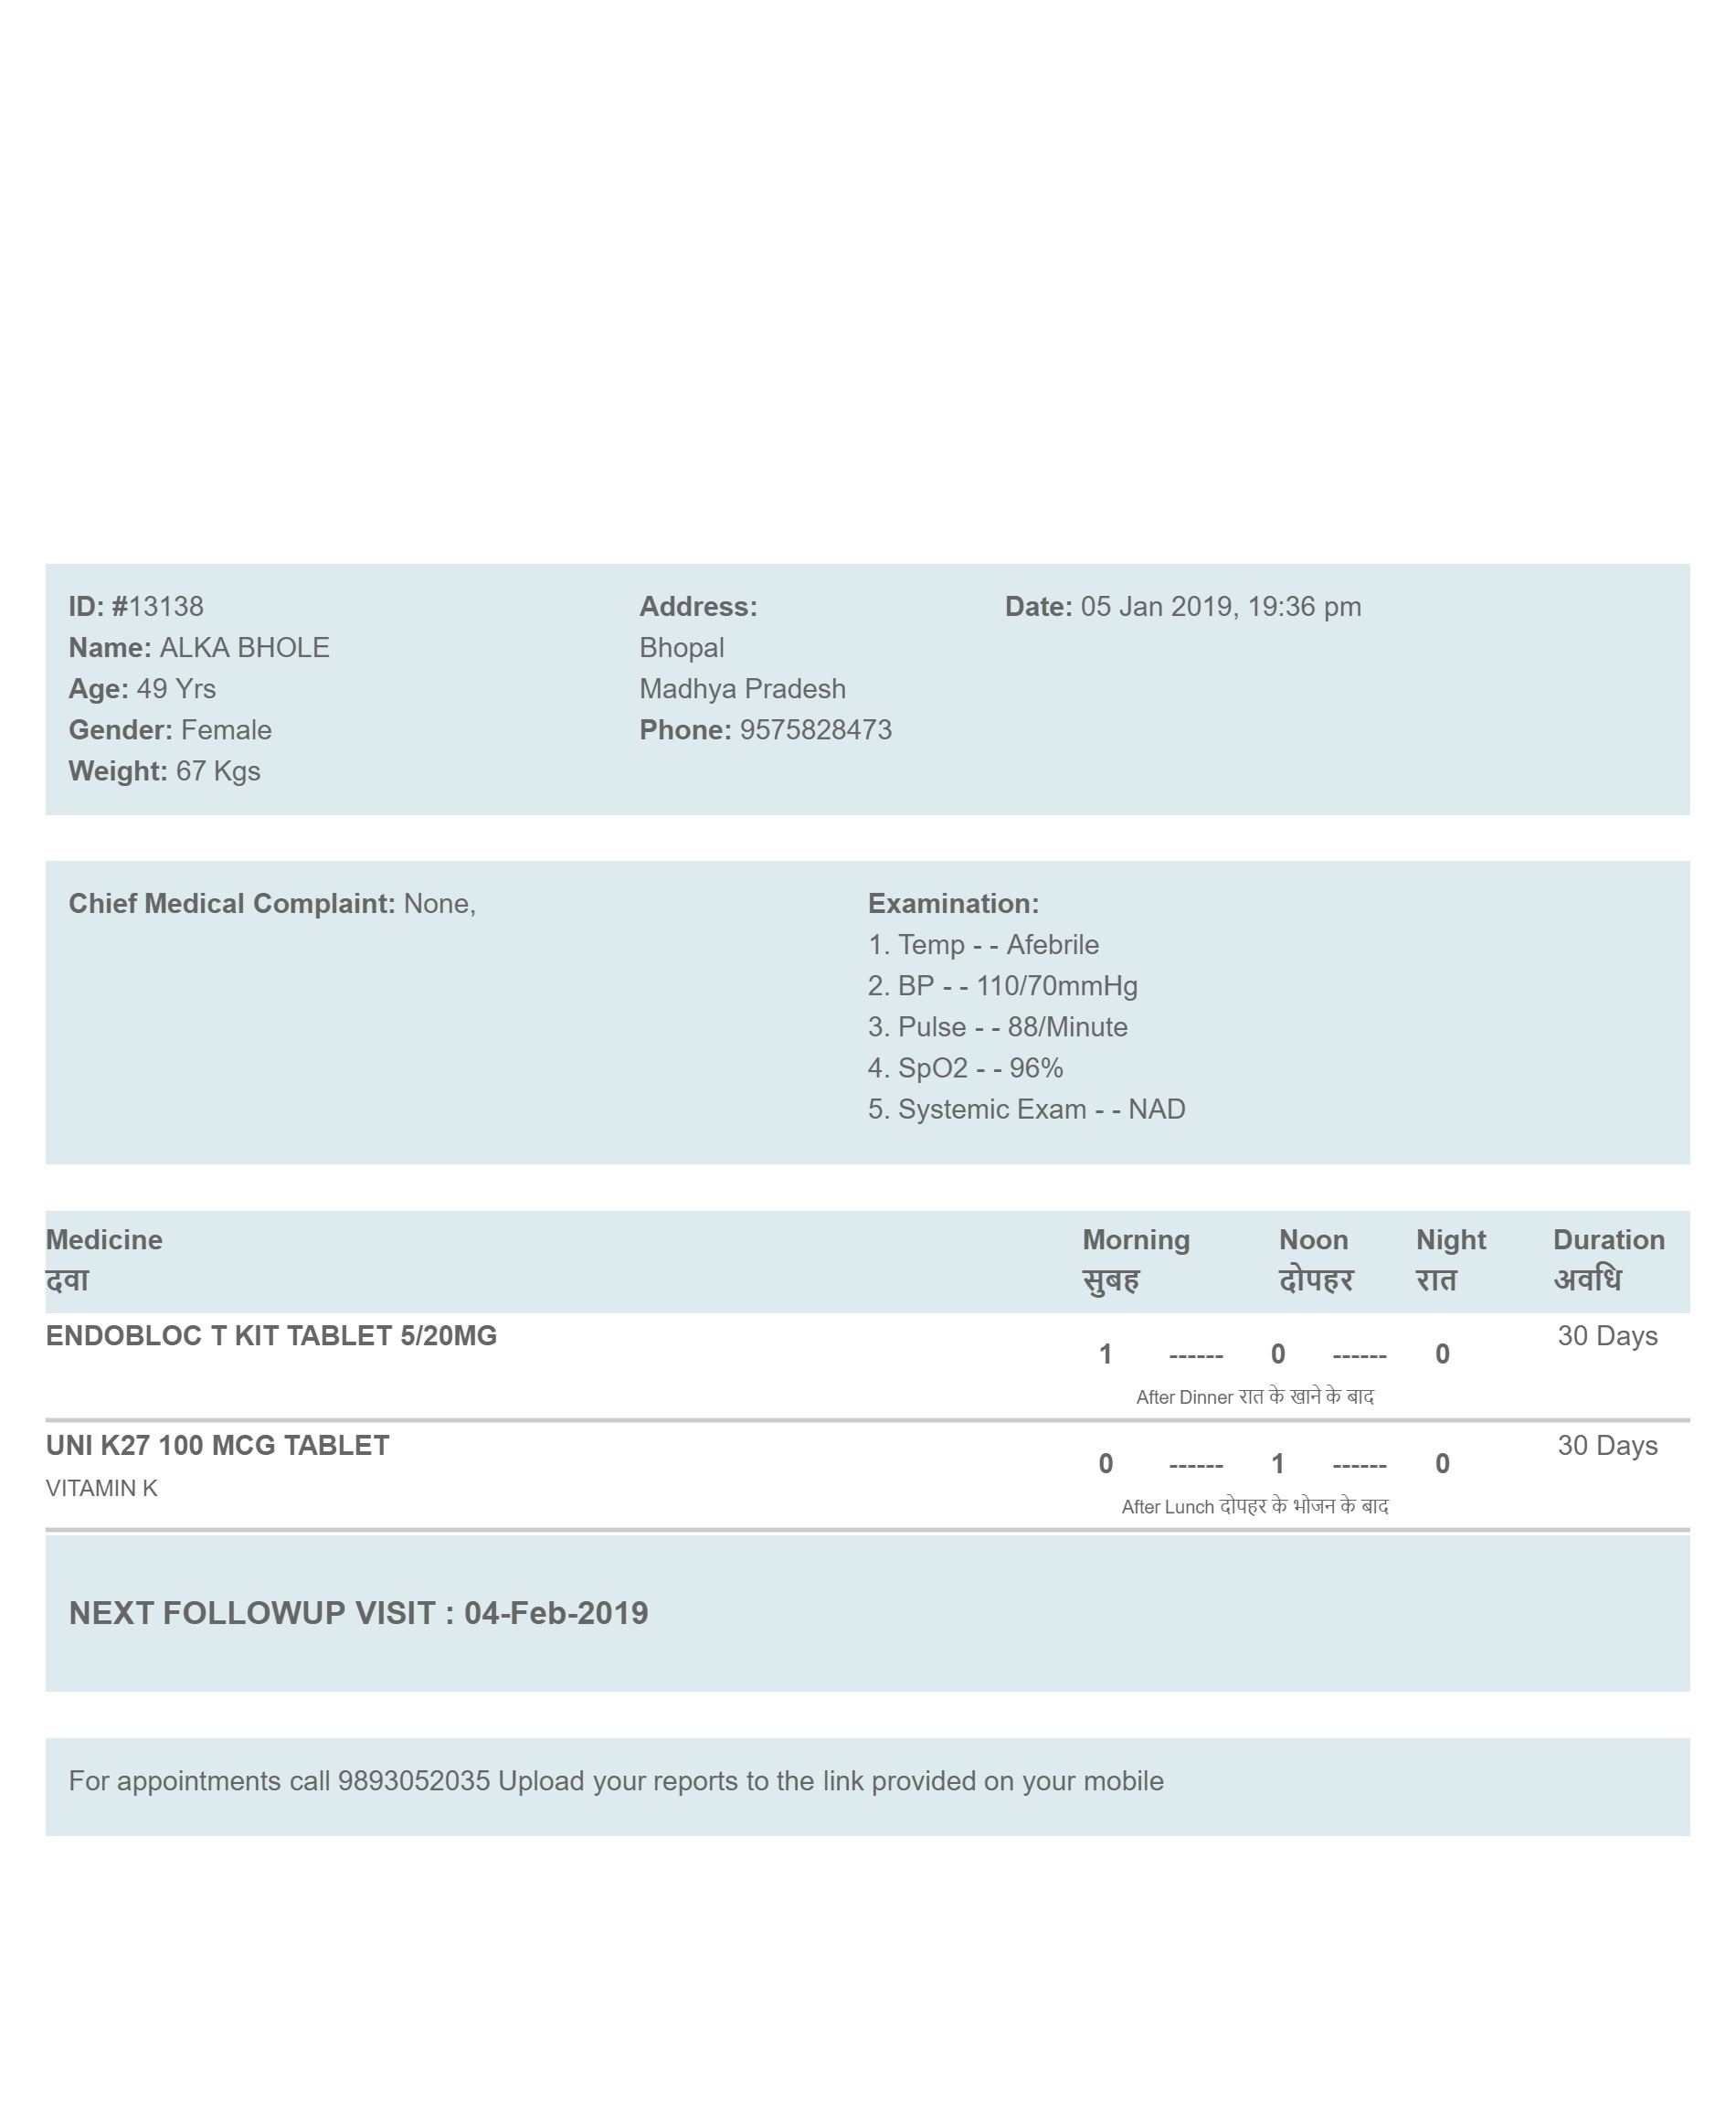 ID: #13138
Name: ALKA BHOLE
Age: 49 Yrs
Gender: Female
Weight: 67 Kgs
Address:
Bhopal
Madhya Pradesh
Phone: 9575828473
Date: 05 Jan 2019, 19:36 pm
Chief Medical Complaint: None,
Examination:
1. Temp - - Afebrile
2. BP - - 110/70mmHg
3. Pulse - - 88/Minute
4. SpO2 - - 96%
5. Systemic Exam - - NAD
Medicine Morning Noon Night Duration
दवा सुबह दोपहर रात अवधि
ENDOBLOC T KIT TABLET 5/20MG 1 ------ 0 ------ 0 30 Days
After Dinner रात के खाने के बाद
UNI K27 100 MCG TABLET 0 ------ 1 ------ 0 30 Days
VITAMIN K
After Lunch दोपहर के भोजन के बाद
NEXT FOLLOWUP VISIT : 04-Feb-2019
For appointments call 9893052035 Upload your reports to the link provided on your mobile